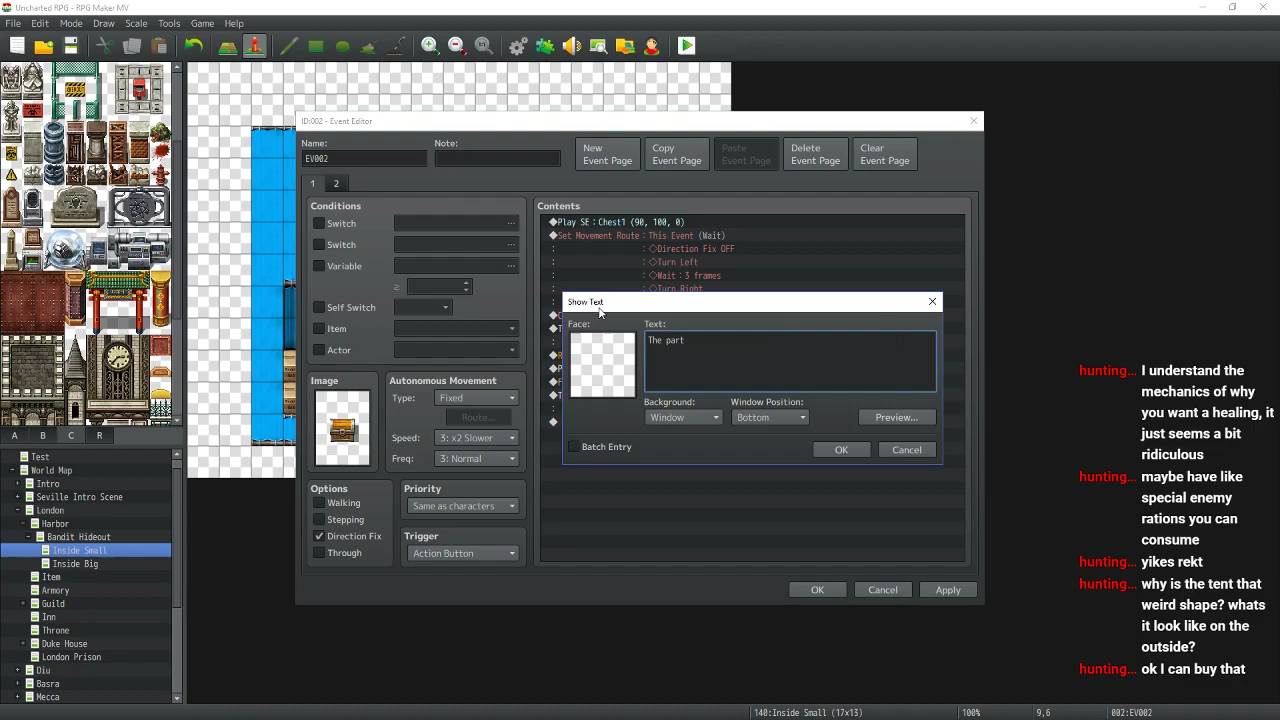 Uncharted RPG - RPG Maker MV
File Edit Mode Draw Scale Tools Game Help
ID:002 - Event Editor
Name: Note:
EV002
New Event Page
Copy Event Page
Paste Event Page
Delete Event Page
Clear Event Page
1 2
Conditions
Switch ...
Switch ...
Variable ...
≥
Self Switch
Item
Actor
Image
Autonomous Movement
Type: Fixed
Route...
Speed: 3: x2 Slower
Freq: 3: Normal
Options
Walking
Stepping
Direction Fix
Through
Priority
Same as characters
Trigger
Action Button
Contents
◆Play SE：Chest1 (90, 100, 0)
◆Set Movement Route：This Event (Wait)
: ：◇Direction Fix OFF
: ：◇Turn Left
: ：◇Wait：3 frames
: ：◇Turn Right
Show Text
Face: Text:
The part
Background: Window Position:
Window Bottom Preview...
Batch Entry OK Cancel
OK Cancel Apply
A B C R
Test
World Map
Intro
Seville Intro Scene
London
Harbor
Bandit Hideout
Inside Small
Inside Big
Item
Armory
Guild
Inn
Throne
Duke House
London Prison
Diu
Basra
Mecca
hunting... I understand the
mechanics of why
you want a healing, it
just seems a bit
ridiculous
hunting... maybe have like
special enemy
rations you can
consume
hunting... yikes rekt
hunting... why is the tent that
weird shape? whats
it look like on the
outside?
hunting... ok I can buy that
140:Inside Small (17x13) 100% 9,6 002:EV002